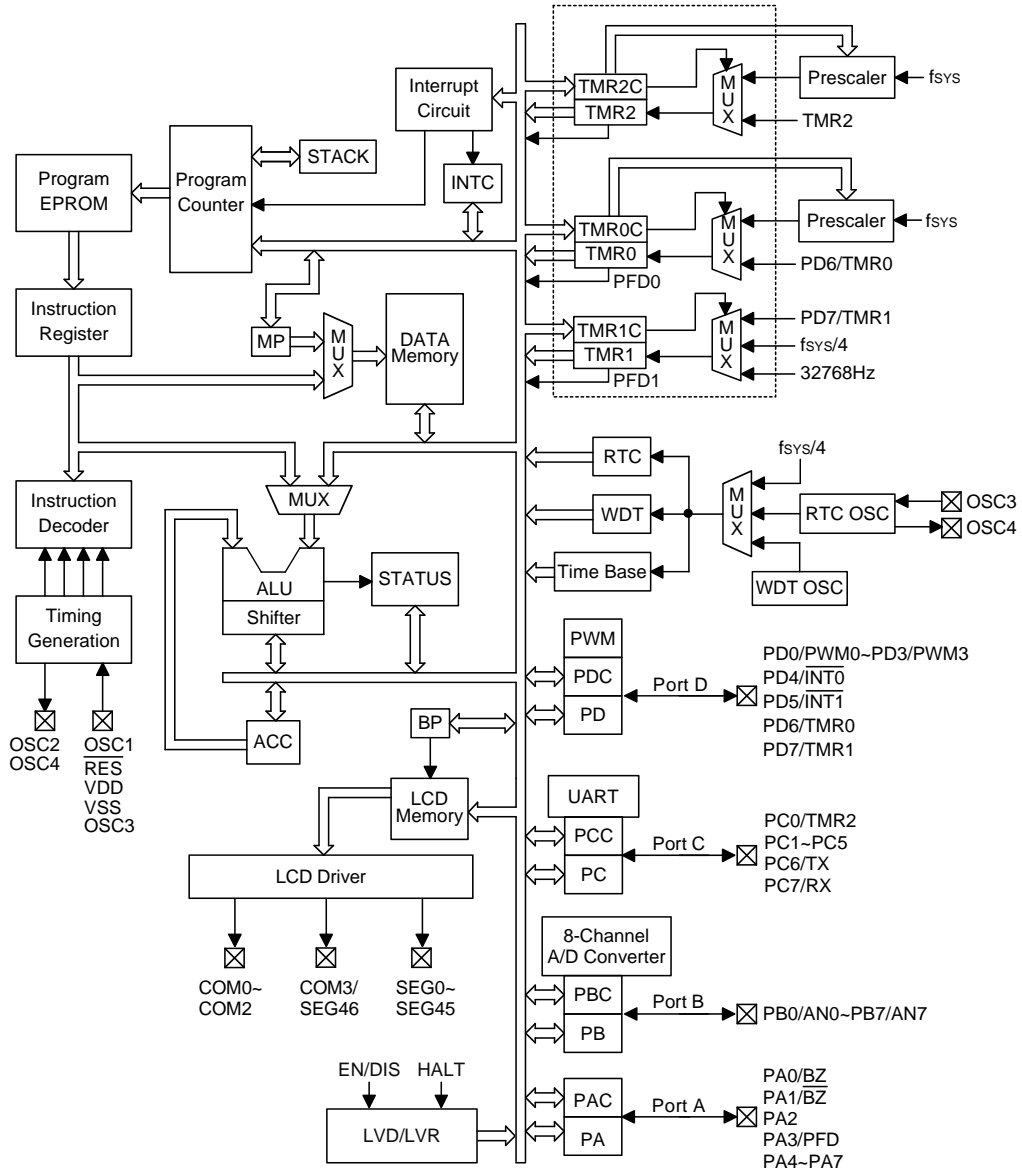 Interrupt
Circuit
TMR2C
TMR2
MUX
Prescaler
fSYS
TMR2
STACK
INTC
Program
EPROM
Program
Counter
TMR0C
TMR0
PFD0
MUX
Prescaler
fSYS
PD6/TMR0
Instruction
Register
MP
MUX
DATA
Memory
TMR1C
TMR1
PFD1
MUX
PD7/TMR1
fSYS/4
32768Hz
Instruction
Decoder
MUX
ALU
Shifter
STATUS
RTC
WDT
Time Base
fSYS/4
MUX
RTC OSC
OSC3
OSC4
WDT OSC
Timing
Generation
OSC2
OSC4
OSC1
R̅E̅S̅
VDD
VSS
OSC3
ACC
BP
PWM
PDC
PD
Port D
PD0/PWM0~PD3/PWM3
PD4/I̅N̅T̅0̅
PD5/I̅N̅T̅1̅
PD6/TMR0
PD7/TMR1
LCD
Memory
UART
PCC
PC
Port C
PC0/TMR2
PC1~PC5
PC6/TX
PC7/RX
LCD Driver
COM0~
COM2
COM3/
SEG46
SEG0~
SEG45
8-Channel
A/D Converter
PBC
PB
Port B
PB0/AN0~PB7/AN7
EN/DIS
HALT
LVD/LVR
PAC
PA
Port A
PA0/BZ
PA1/B̅Z̅
PA2
PA3/PFD
PA4~PA7